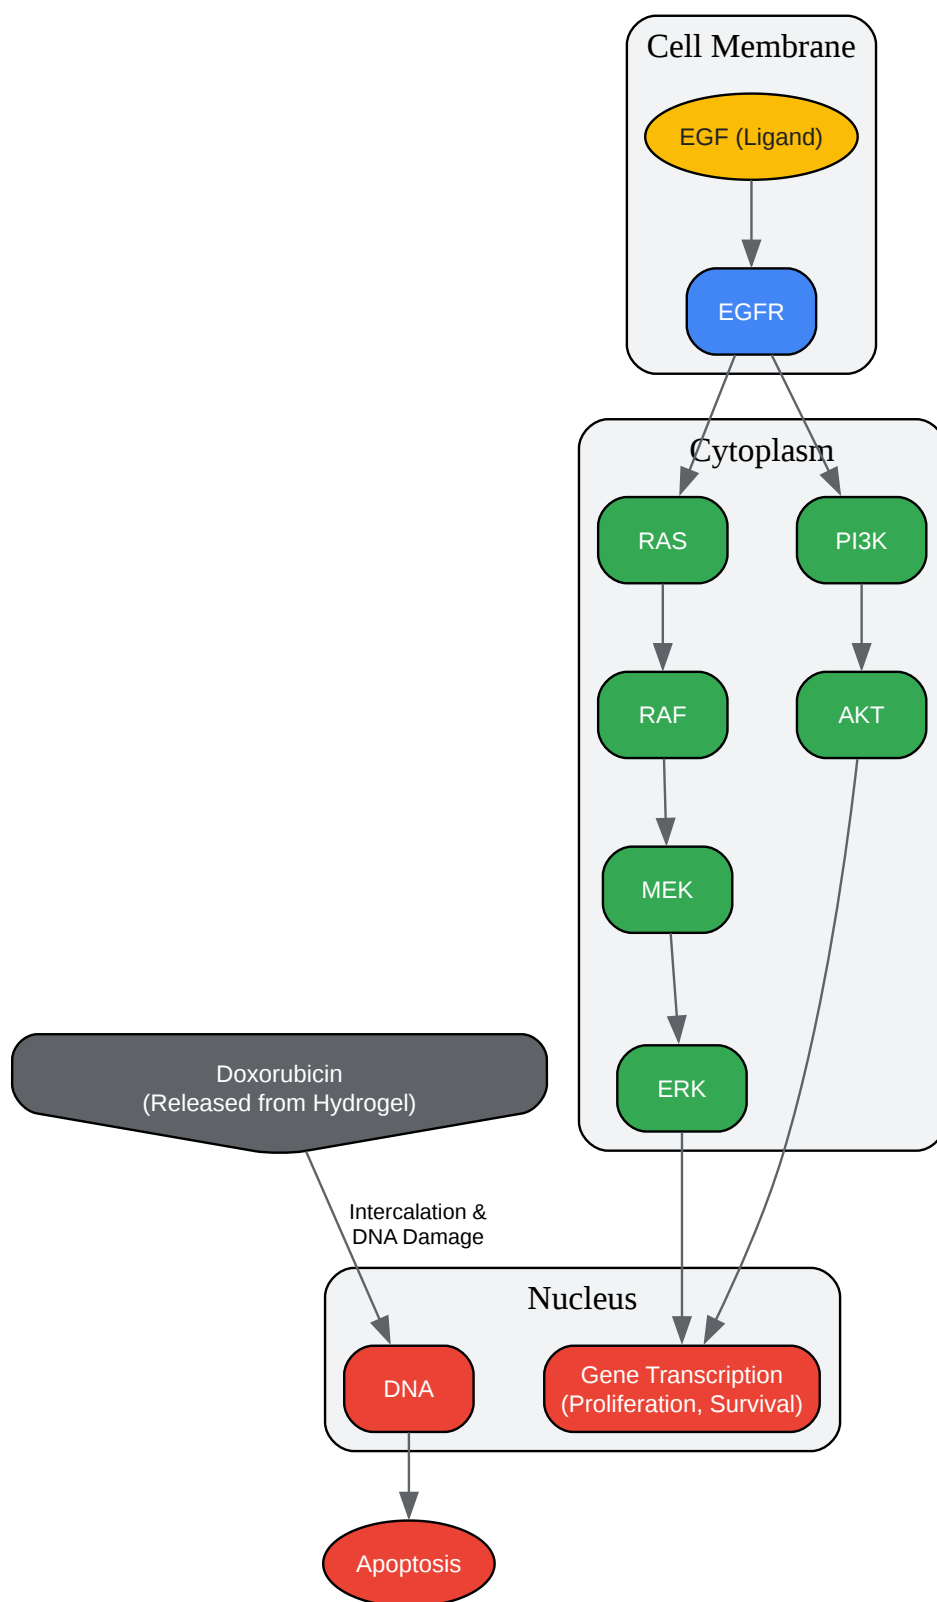 Cell Membrane
EGF (Ligand)
EGFR
Cytoplasm
RAS
PI3K
RAF
AKT
MEK
ERK
Doxorubicin
(Released from Hydrogel)
Intercalation &
DNA Damage
Nucleus
DNA
Gene Transcription
(Proliferation, Survival)
Apoptosis